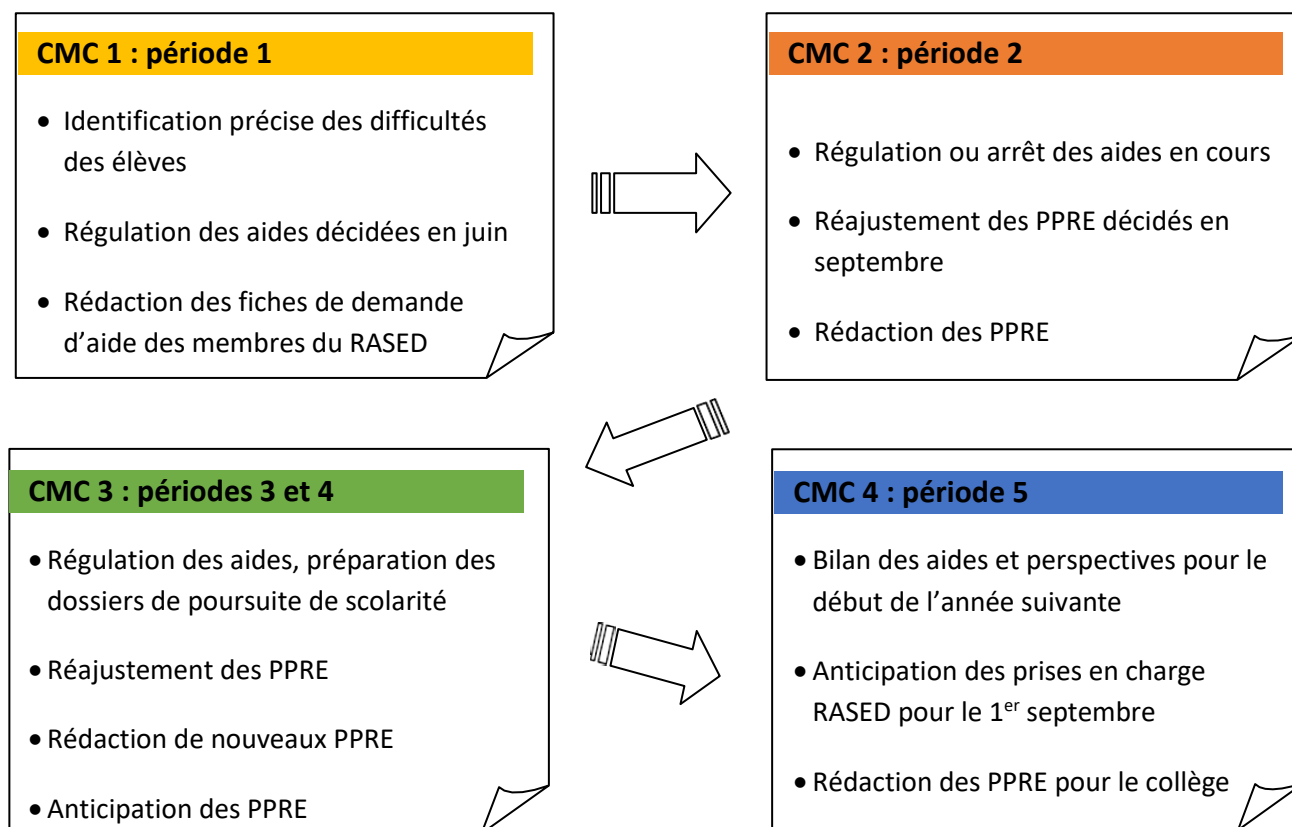 CMC 1 : période 1
• Identification précise des difficultés
des élèves
• Régulation des aides décidées en juin
• Rédaction des fiches de demande
d’aide des membres du RASED
CMC 2 : période 2
• Régulation ou arrêt des aides en cours
• Réajustement des PPRE décidés en
septembre
• Rédaction des PPRE
CMC 3 : périodes 3 et 4
• Régulation des aides, préparation des
dossiers de poursuite de scolarité
• Réajustement des PPRE
• Rédaction de nouveaux PPRE
• Anticipation des PPRE
CMC 4 : période 5
• Bilan des aides et perspectives pour le
début de l’année suivante
• Anticipation des prises en charge
RASED pour le 1er septembre
• Rédaction des PPRE pour le collège